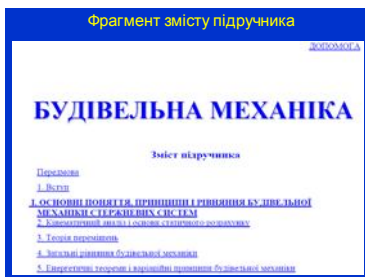 Фрагмент змісту підручника
ДОПОМОГА
БУДІВЕЛЬНА МЕХАНІКА
Зміст підручника
Передмова
1. Вступ
1. ОСНОВНІ ПОНЯТТЯ, ПРИНЦИПИ І РІВНЯННЯ БУДІВЕЛЬНОЇ
МЕХАНІКИ СТЕРЖНЕВИХ СИСТЕМ
2. Кінематичний аналіз і основи статичного розрахунку
3. Теорія переміщень
4. Загальні рівняння будівельної механіки
5. Енергетичні теореми і варіаційні принципи будівельної механіки